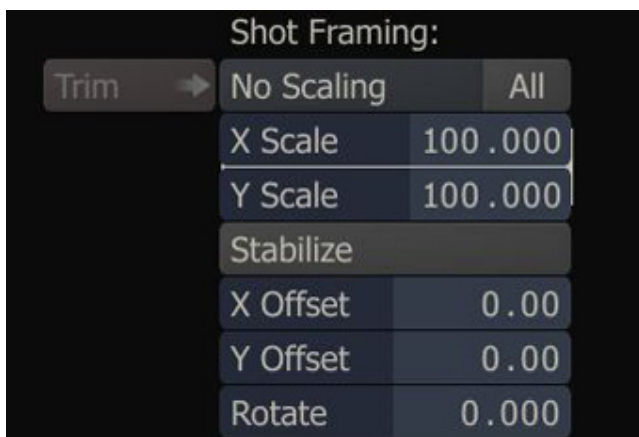 Shot Framing:
Trim No Scaling All
X Scale 100.000
Y Scale 100.000
Stabilize
X Offset 0.00
Y Offset 0.00
Rotate 0.000